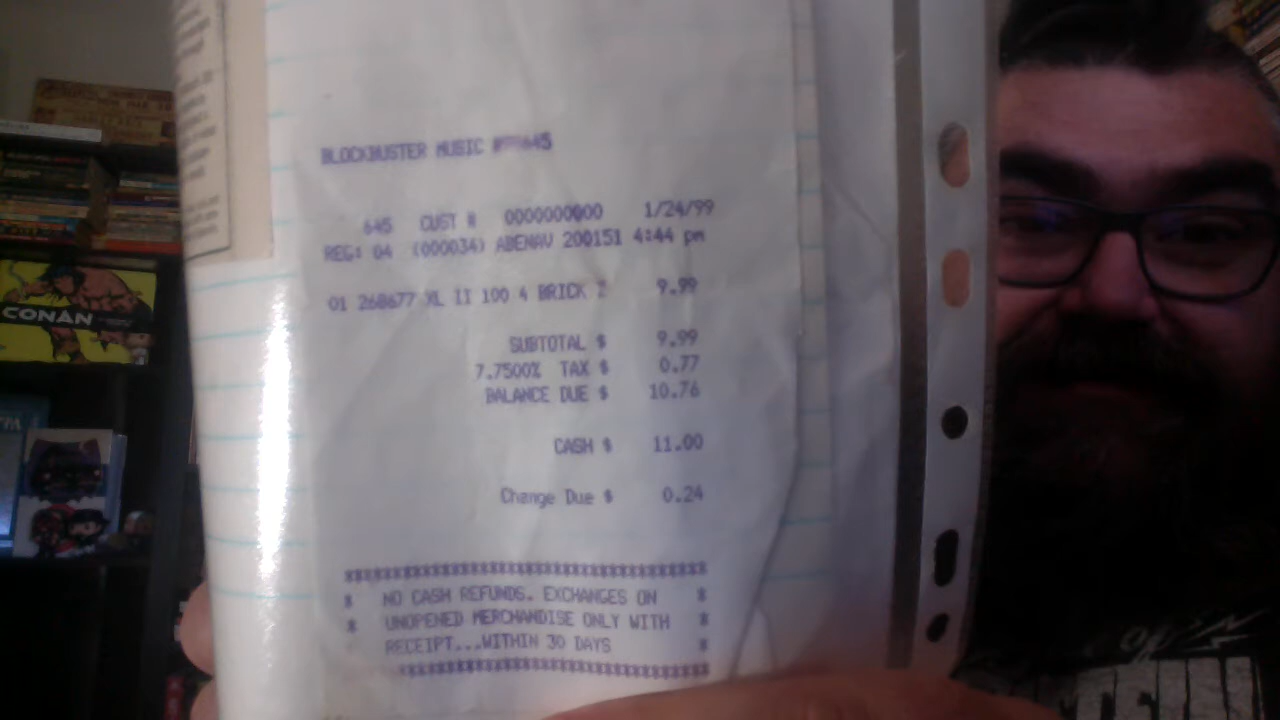 BLOCKBUSTER MUSIC # 645
645 CUST # 0000000000 1/24/99
REG: 04 (000034) ABENAV 200151 4:44 pm
01 268677 XL II 100 4 BRICK Z 9.99
SUBTOTAL $ 9.99
7.7500% TAX $ 0.77
BALANCE DUE $ 10.76
CASH $ 11.00
Change Due $ 0.24
**************************************
* NO CASH REFUNDS. EXCHANGES ON *
* UNOPENED MERCHANDISE ONLY WITH *
* RECEIPT...WITHIN 30 DAYS *
**************************************
CONAN